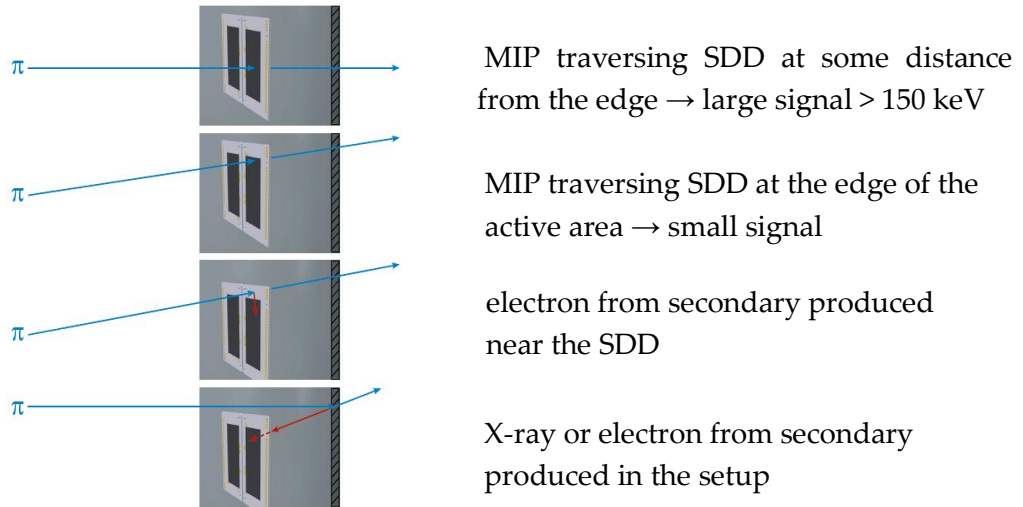 π
MIP traversing SDD at some distance
from the edge → large signal > 150 keV
π
MIP traversing SDD at the edge of the
active area → small signal
π
electron from secondary produced
near the SDD
π
X-ray or electron from secondary
produced in the setup